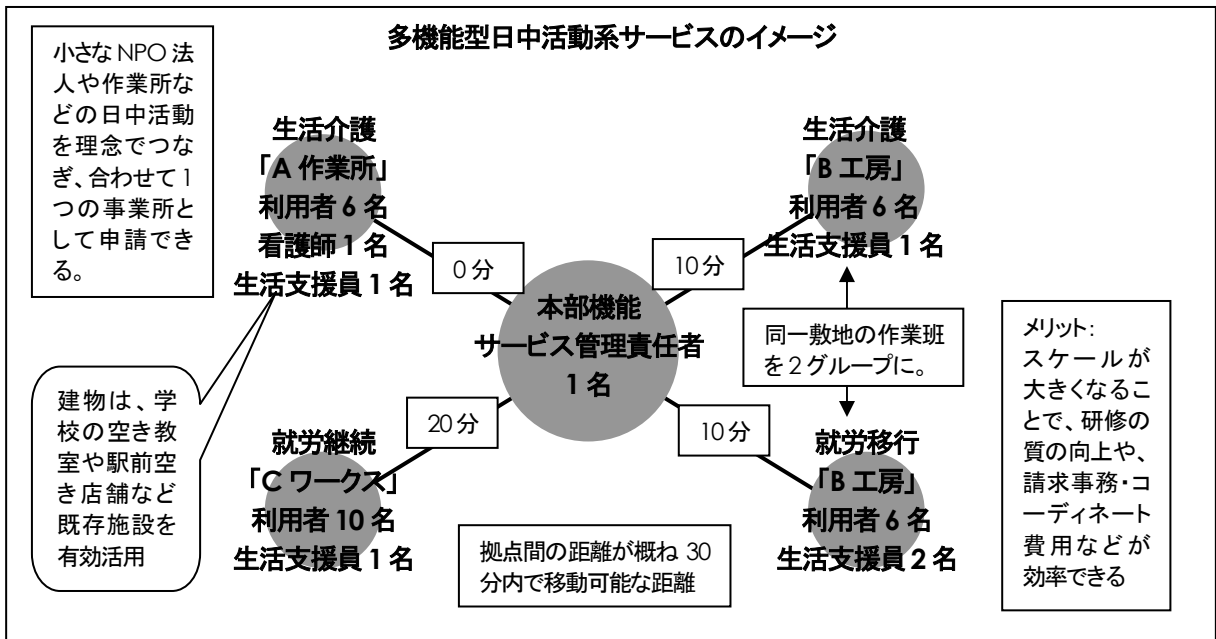 多機能型日中活動系サービスのイメージ
小さなNPO法
人や作業所な
どの日中活動
を理念でつな
ぎ、合わせて1
つの事業所と
して申請でき
る。
生活介護
「A作業所」
利用者6名
看護師1名
生活支援員1名
生活介護
「B工房」
利用者6名
生活支援員1名
0分
10分
本部機能
サービス管理責任者
1名
同一敷地の作業班
を2グループに。
メリット:
スケールが
大きくなるこ
とで、研修の
質の向上や、
請求事務・コ
ーディネート
費用などが
効率できる
建物は、学
校の空き教
室や駅前空
き店舗など
既存施設を
有効活用
20分
10分
就労継続
「Cワークス」
利用者10名
生活支援員1名
拠点間の距離が概ね30
分内で移動可能な距離
就労移行
「B工房」
利用者6名
生活支援員2名